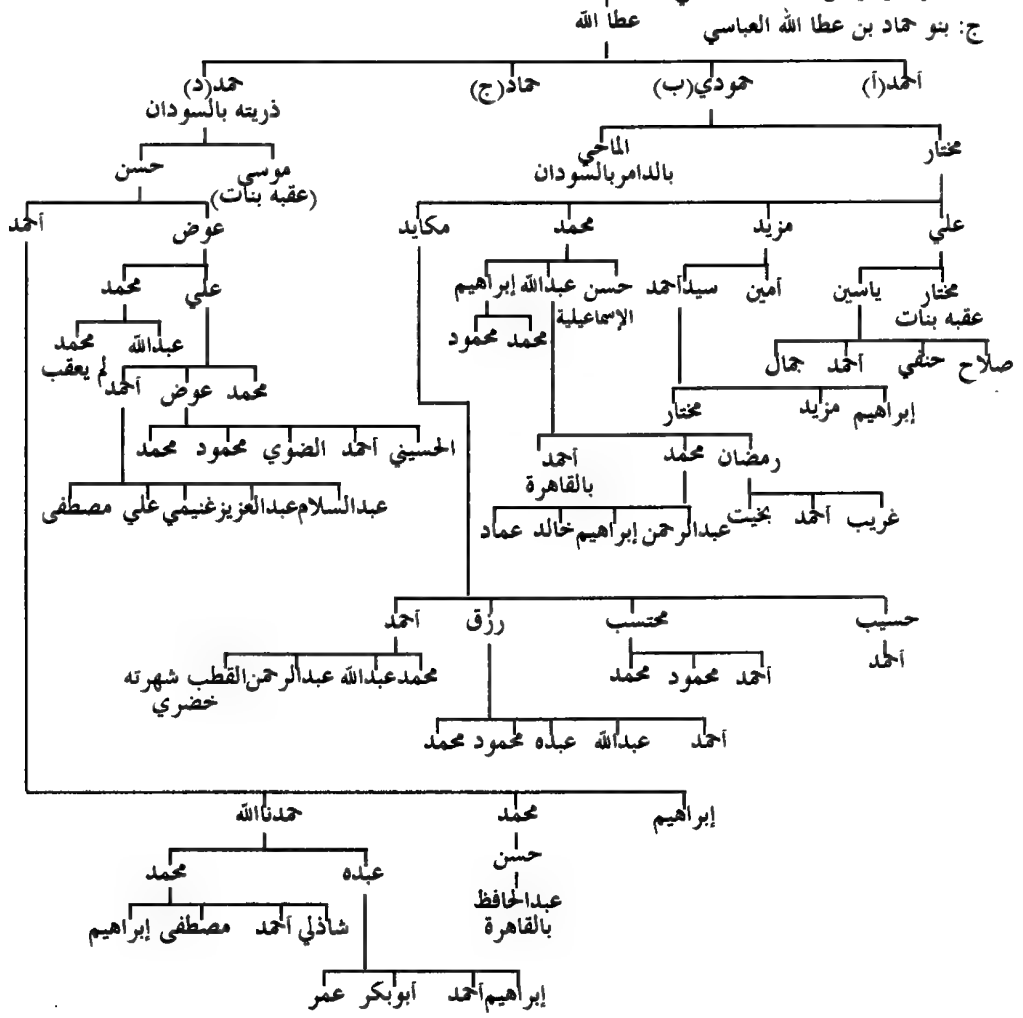 عطا الله
ج: بنو حماد بن عطا الله العباسي
أحمد(أ) حمودي(ب) حماد(ج) حمد(د)
ذريته بالسودان
مختار الماحي موسى حسن
بالدامر بالسودان (عقبه بنات)
علي مزيد محمد مكايد عوض أحمد
مختار ياسين أمين سيدأحمد حسن عبدالله إبراهيم علي محمد
عقبه بنات الإسماعيلية
محمد محمود عبدالله محمد
صلاح حنفي أحمد جمال لم يعقب
إبراهيم مزيد مختار محمد عوض أحمد
رمضان محمد أحمد الحسيني أحمد الضوي محمود محمد
بالقاهرة
غريب أحمد بخيت عبدالرحمن إبراهيم خالد عماد عبدالسلام عبدالعزيز غنيمي علي مصطفى
حسيب محتسب رزق أحمد
أحمد أحمد محمود محمد محمد عبدالله عبدالرحمن القطب شهرته
خضري
أحمد عبدالله عبده محمود محمد
إبراهيم محمد حمدناالله
حسن عبده محمد
عبدالحافظ
بالقاهرة شاذلي أحمد مصطفى إبراهيم
إبراهيم أحمد أبوبكر عمر